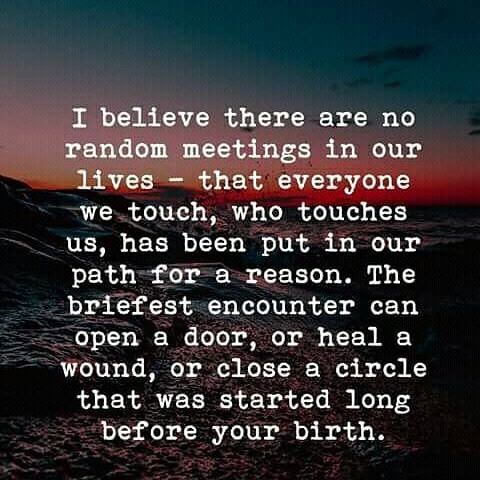 I believe there are no
random meetings in our
lives – that everyone
we touch, who touches
us, has been put in our
path for a reason. The
briefest encounter can
open a door, or heal a
wound, or close a circle
that was started long
before your birth.